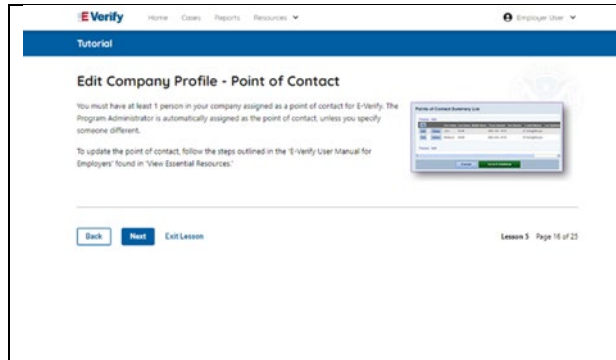 E-Verify Home Cases Reports Resources Employer User
Tutorial
Edit Company Profile - Point of Contact
You must have at least 1 person in your company assigned as a point of contact for E-Verify. The
Program Administrator is automatically assigned as the point of contact, unless you specify
someone different.
To update the point of contact, follow the steps outlined in the 'E-Verify User Manual for
Employers' found in 'View Essential Resources.'
Points of Contact Summary List
Back Next Exit Lesson Lesson 5 Page 16 of 23